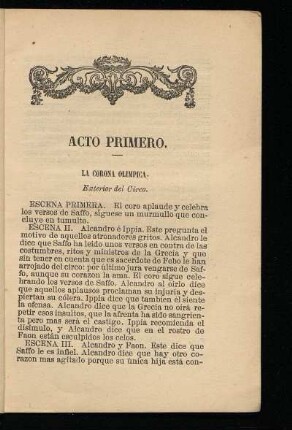 ACTO PRIMERO.
LA CORONA OLIMPICA.
Exterior del Circo.
ESCENA PRIMERA. El coro aplaude y celebra
los versos de Saffo, siguese un murmullo que con-
cluye en tumulto.
ESCENA II. Alcandro é Ippia. Este pregunta el
motivo de aquellos atronadores gritos. Alcandro le
dice que Saffo ha leido unos versos en contra de las
costumbres, ritos y ministros de la Grecia y que
sin tener en cuenta que es sacerdote de Febo le han
arrojado del circo: por último jura vengarse de Saf-
fo, aunque su corazon la ama. El coro sigue cele-
brando los versos de Saffo. Alcandro al oirlo dice
que aquellos aplausos proclaman su injuria y des-
piertan su cólera. Ippia dice que tambien él siente
la ofensa. Alcandro dice que la Grecia no oirá re-
petir esos insultos, que la afrenta ha sido sangrien-
ta pero mas será el castigo. Ippia recomienda el
disimulo, y Alcandro dice que en el rostro de
Faon están esculpidos los celos.
ESCENA III. Alcandro y Faon. Este dice que
Saffo le es infiel. Alcandro dice que hay otro co-
razon mas agitado porque su única hija está con-